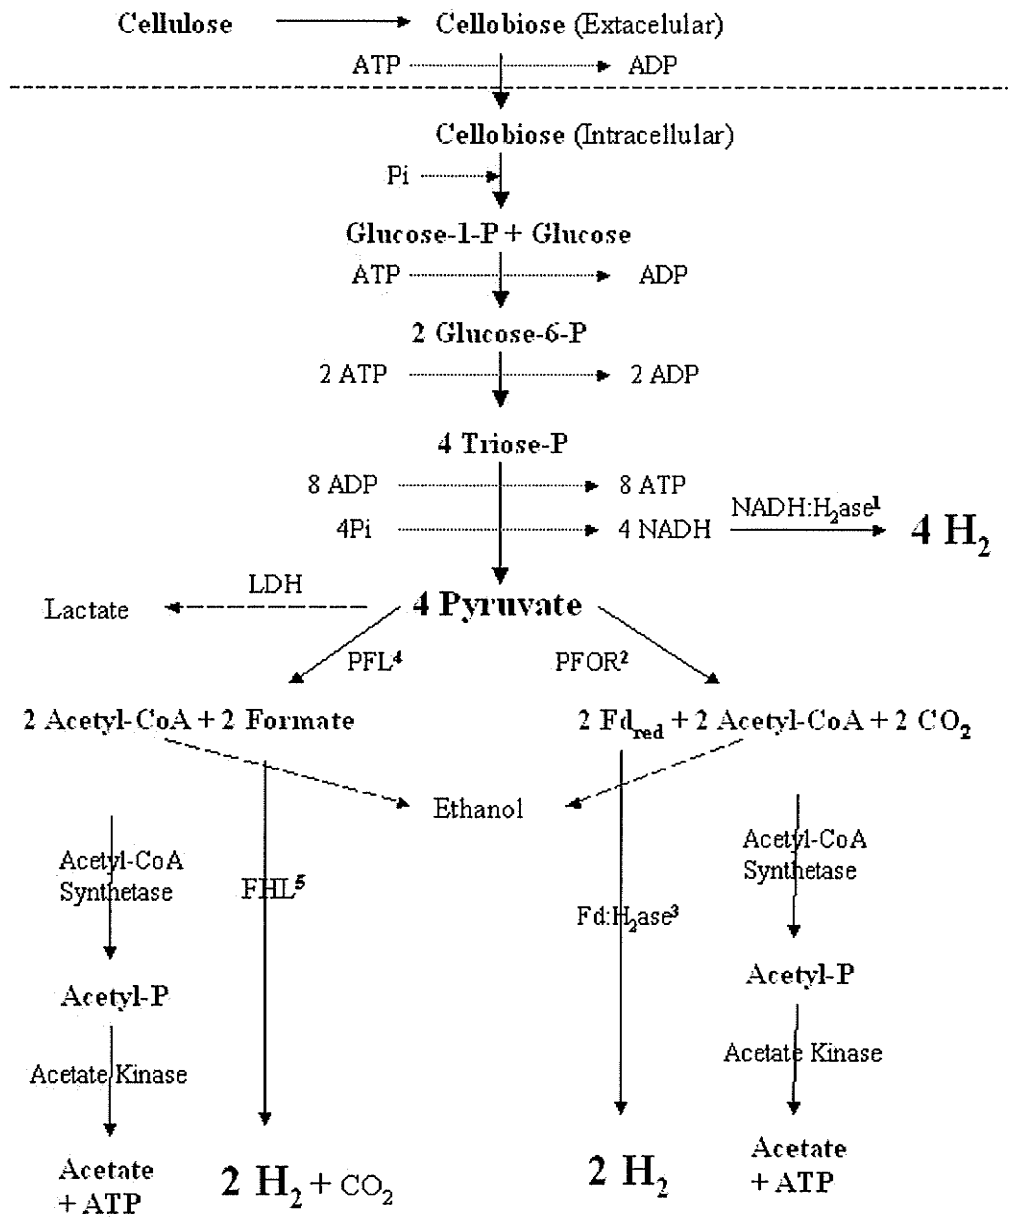 Cellulose Cellobiose (Extacelular)
ATP ADP
Cellobiose (Intracellular)
Pi
Glucose-1-P + Glucose
ATP ADP
2 Glucose-6-P
2 ATP 2 ADP
4 Triose-P
8 ADP 8 ATP
4Pi 4 NADH NADH:H₂ase¹ 4 H₂
LDH
Lactate 4 Pyruvate
PFL⁴ PFOR²
2 Acetyl-CoA + 2 Formate 2 Fd_red + 2 Acetyl-CoA + 2 CO₂
Ethanol
Acetyl-CoA
Synthetase
FHL⁵
Fd:H₂ase³
Acetyl-CoA
Synthetase
Acetyl-P Acetyl-P
Acetate Kinase Acetate Kinase
Acetate
+ ATP
2 H₂ + CO₂
2 H₂
Acetate
+ ATP